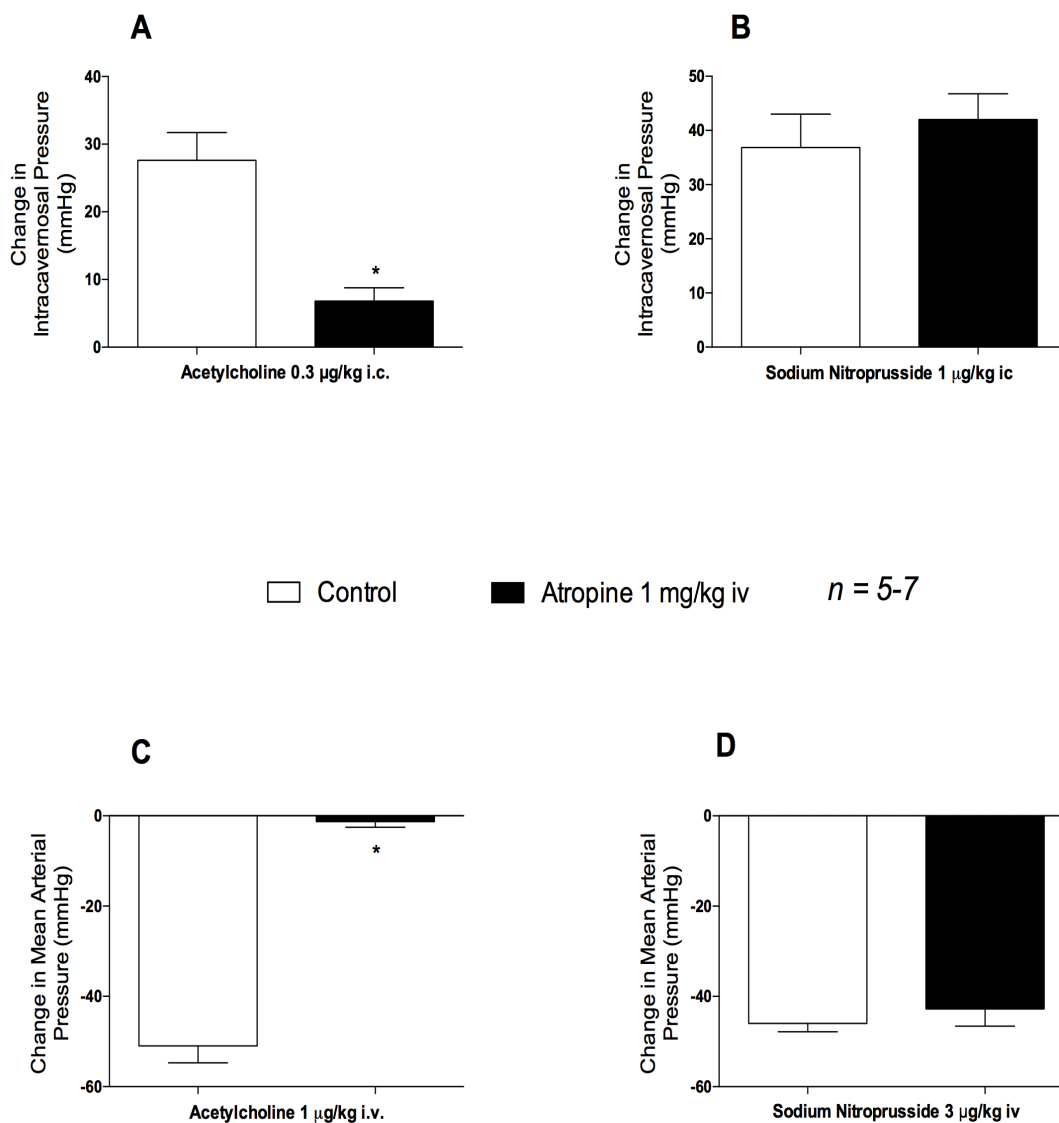 A
Change in
Intracavernosal Pressure
(mmHg)
40
30
20
10
0
*
Acetylcholine 0.3 µg/kg i.c.
B
Change in
Intracavernosal Pressure
(mmHg)
50
40
30
20
10
0
Sodium Nitroprusside 1 µg/kg ic
Control
Atropine 1 mg/kg iv
n = 5-7
C
Change in Mean Arterial
Pressure (mmHg)
0
-20
-40
-60
*
Acetylcholine 1 µg/kg i.v.
D
Change in Mean Arterial
Pressure (mmHg)
0
-20
-40
-60
Sodium Nitroprusside 3 µg/kg iv